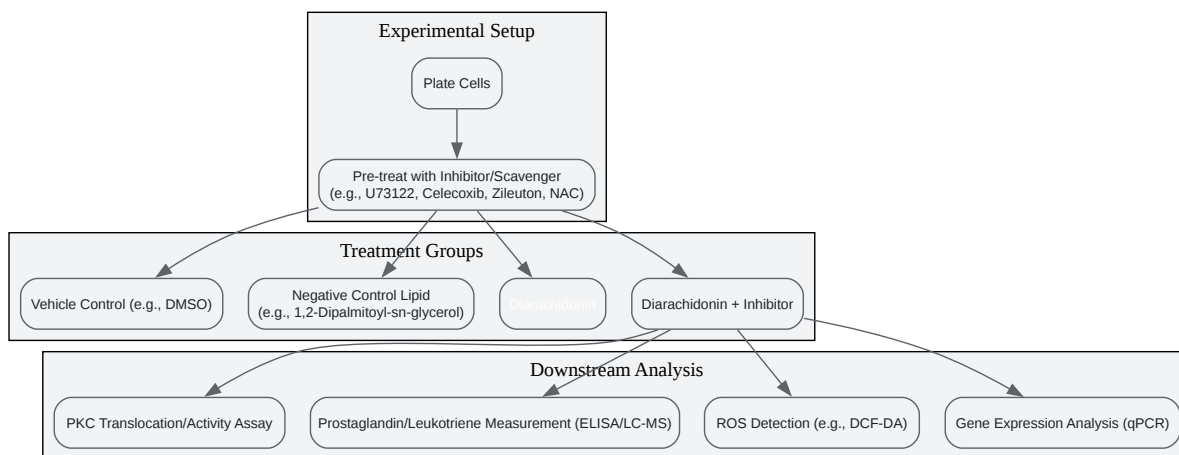 Experimental Setup
Plate Cells
Pre-treat with Inhibitor/Scavenger
(e.g., U73122, Celecoxib, Zileuton, NAC)
Treatment Groups
Vehicle Control (e.g., DMSO)
Negative Control Lipid
(e.g., 1,2-Dipalmitoyl-sn-glycerol)
Diarachidonin
Diarachidonin + Inhibitor
Downstream Analysis
PKC Translocation/Activity Assay
Prostaglandin/Leukotriene Measurement (ELISA/LC-MS)
ROS Detection (e.g., DCF-DA)
Gene Expression Analysis (qPCR)